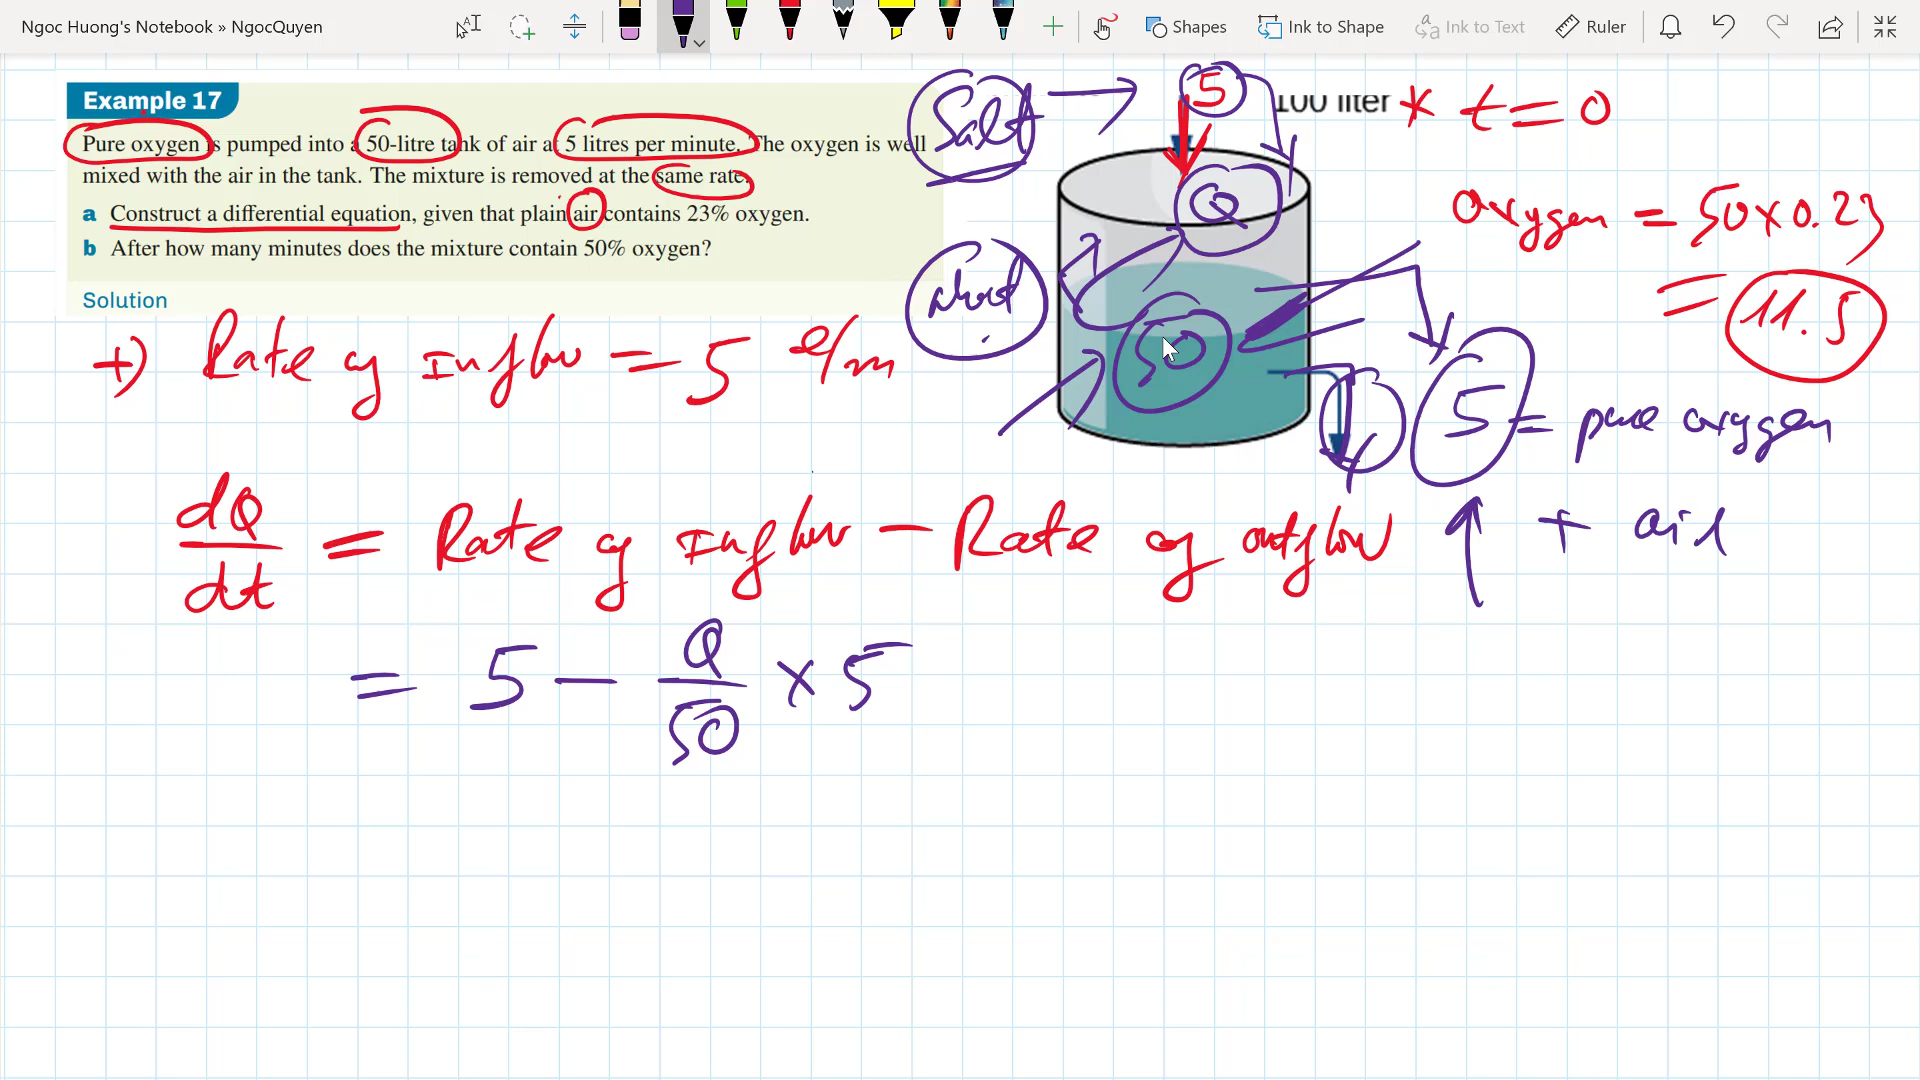 Ngoc Huong's Notebook » NgocQuyen
Shapes
Ink to Shape
Ink to Text
Ruler
Example 17
Pure oxygen is pumped into a 50-litre tank of air at 5 litres per minute. The oxygen is well
mixed with the air in the tank. The mixture is removed at the same rate.
a Construct a differential equation, given that plain air contains 23% oxygen.
b After how many minutes does the mixture contain 50% oxygen?
Solution
Salt
5
100 liter * t = 0
Q
oxygen = 50 x 0.23
= 11.5
50
+) Rate of Inflow = 5 l/m
5 = pure oxygen
+ air
dQ/dt = Rate of Inflow - Rate of outflow
= 5 - Q/50 x 5